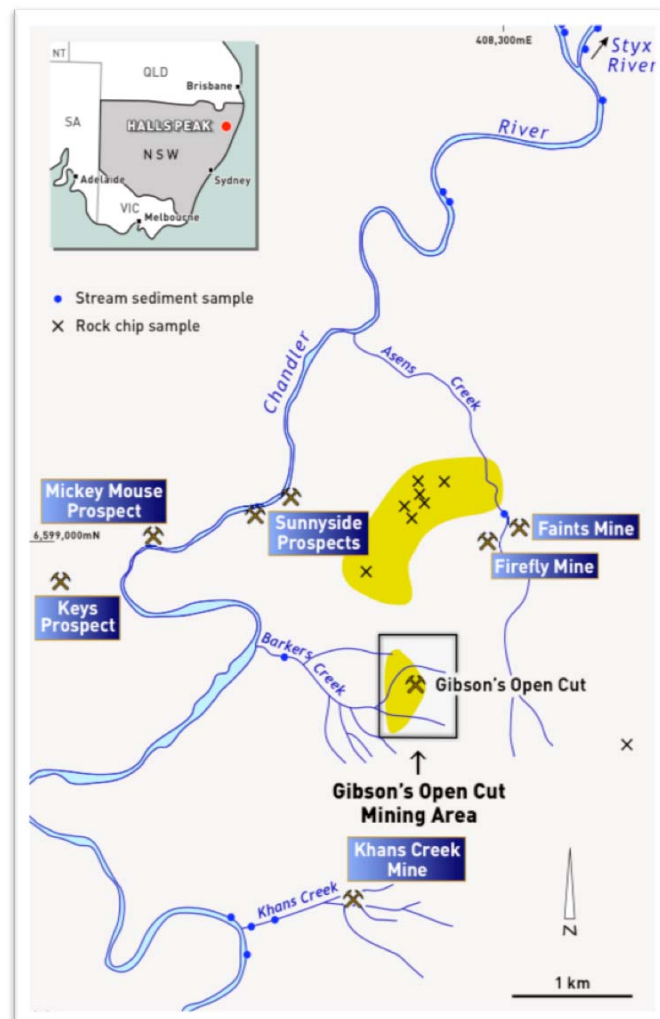 408,300mE
Styx
River
NT
QLD
Brisbane
SA
HALLS PEAK
NSW
Adelaide
Sydney
VIC
Melbourne
River
Stream sediment sample
Rock chip sample
Chandler
Asens
Creek
Mickey Mouse
Prospect
6,599,000mN
Sunnyside
Prospects
Faints Mine
Firefly Mine
Keys
Prospect
Barkers
Creek
Gibson's Open Cut
Gibson's Open Cut
Mining Area
Khans Creek
Mine
Khans Creek
N
1 km